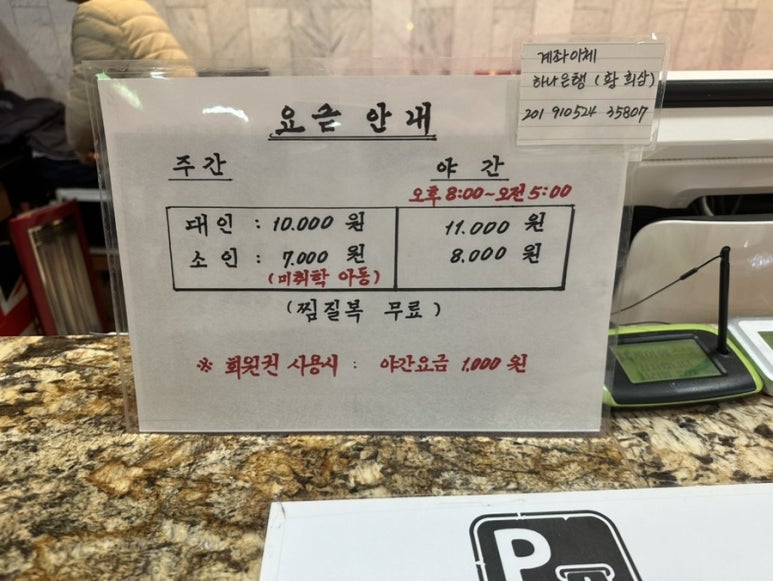 계좌이체
하나은행 (황희상)
201 910524 35807
요금 안내
주간 야간
오후 8:00~오전 5:00
대인 : 10.000 원 11.000 원
소인 : 7.000 원 8.000 원
(미취학 아동)
(찜질복 무료)
※ 회원권 사용시 : 야간요금 1.000 원
P